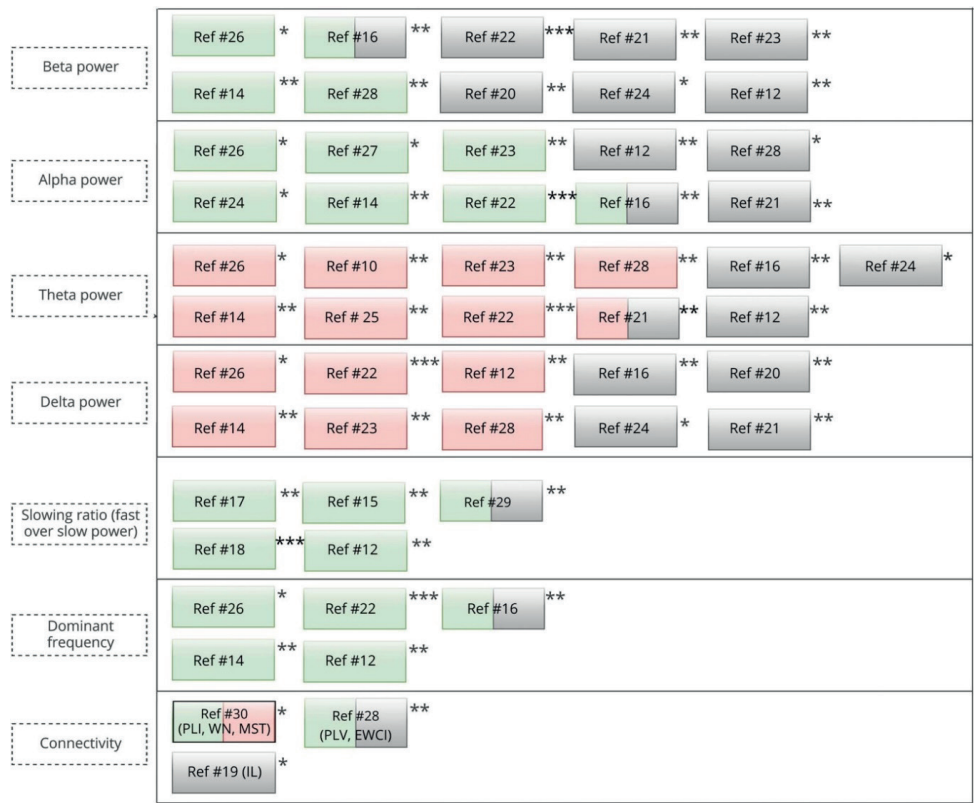 Beta power
Ref #26 * Ref #16 ** Ref #22 *** Ref #21 ** Ref #23 **
Ref #14 ** Ref #28 ** Ref #20 ** Ref #24 * Ref #12 **
Alpha power
Ref #26 * Ref #27 * Ref #23 ** Ref #12 ** Ref #28 *
Ref #24 * Ref #14 ** Ref #22 *** Ref #16 ** Ref #21 **
Theta power
Ref #26 * Ref #10 ** Ref #23 ** Ref #28 ** Ref #16 ** Ref #24 *
Ref #14 ** Ref # 25 ** Ref #22 *** Ref #21 ** Ref #12 **
Delta power
Ref #26 * Ref #22 *** Ref #12 ** Ref #16 ** Ref #20 **
Ref #14 ** Ref #23 ** Ref #28 ** Ref #24 * Ref #21 **
Slowing ratio (fast
over slow power)
Ref #17 ** Ref #15 ** Ref #29 **
Ref #18 *** Ref #12 **
Dominant
frequency
Ref #26 * Ref #22 *** Ref #16 **
Ref #14 ** Ref #12 **
Connectivity
Ref #30
(PLI, WN, MST) *
Ref #28
(PLV, EWCI) **
Ref #19 (IL) *